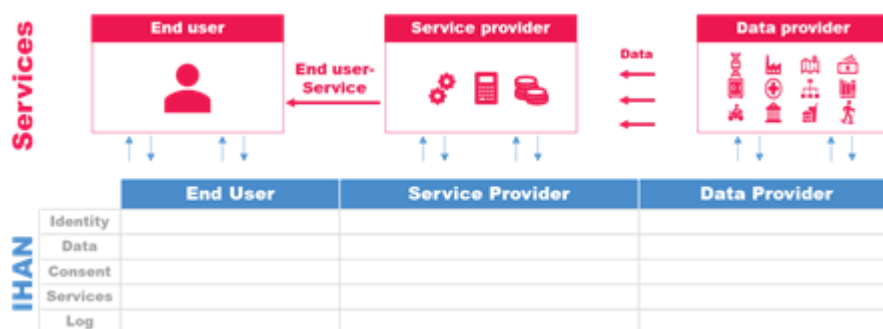 Services
End user
Service provider
Data provider
End user-
Service
Data
IHAN
End User
Service Provider
Data Provider
Identity
Data
Consent
Services
Log